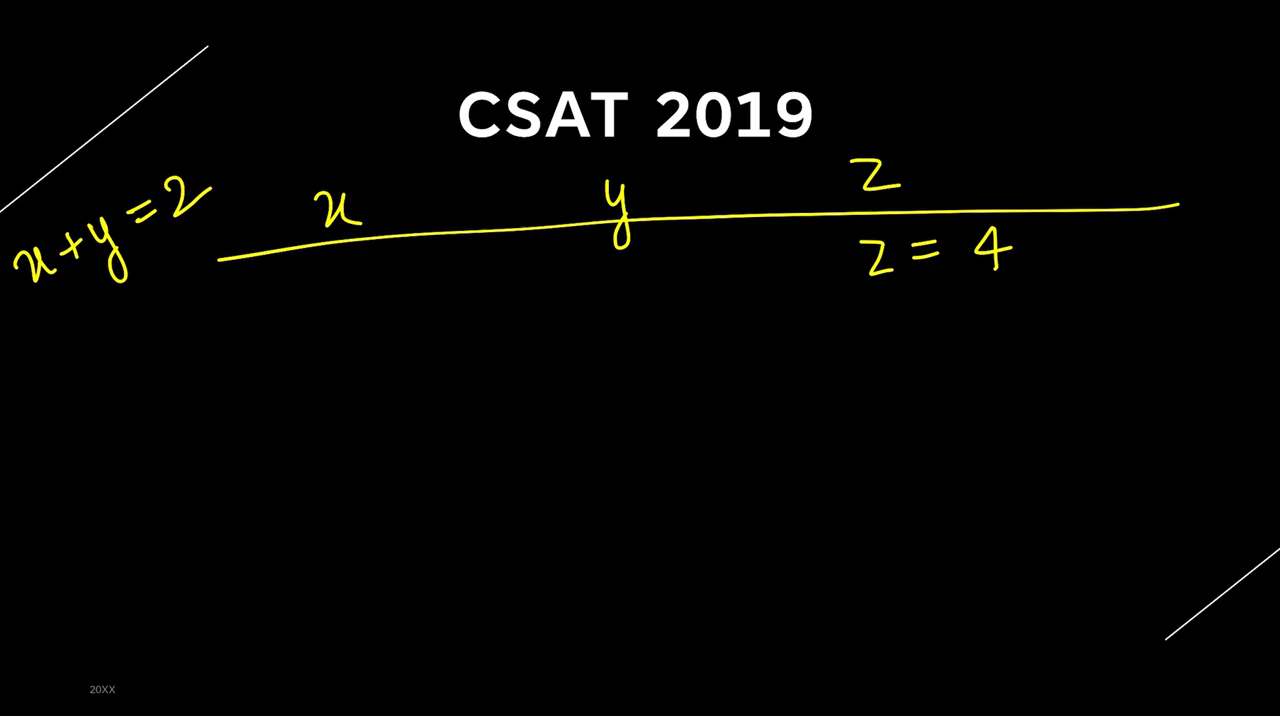 CSAT 2019
x + y = 2
x y z
z = 4
20XX